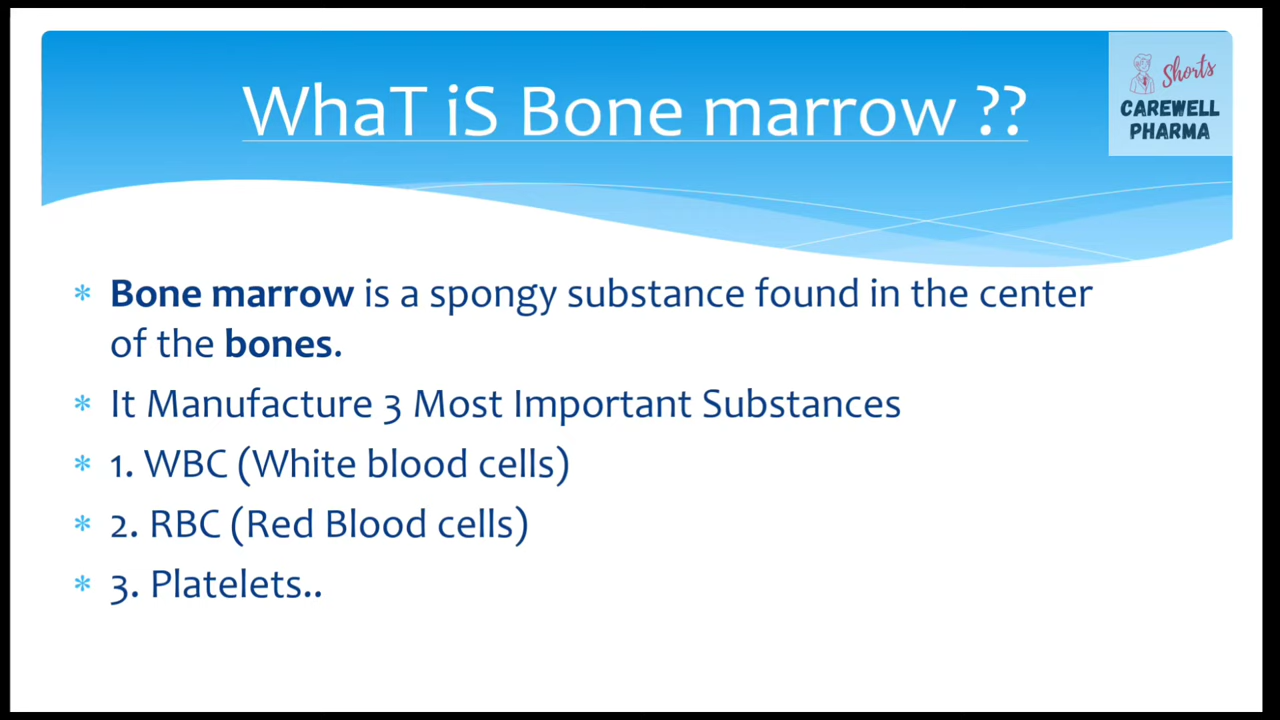 WhaT iS Bone marrow ??
Shorts
CAREWELL
PHARMA
* Bone marrow is a spongy substance found in the center
of the bones.
* It Manufacture 3 Most Important Substances
* 1. WBC (White blood cells)
* 2. RBC (Red Blood cells)
* 3. Platelets..